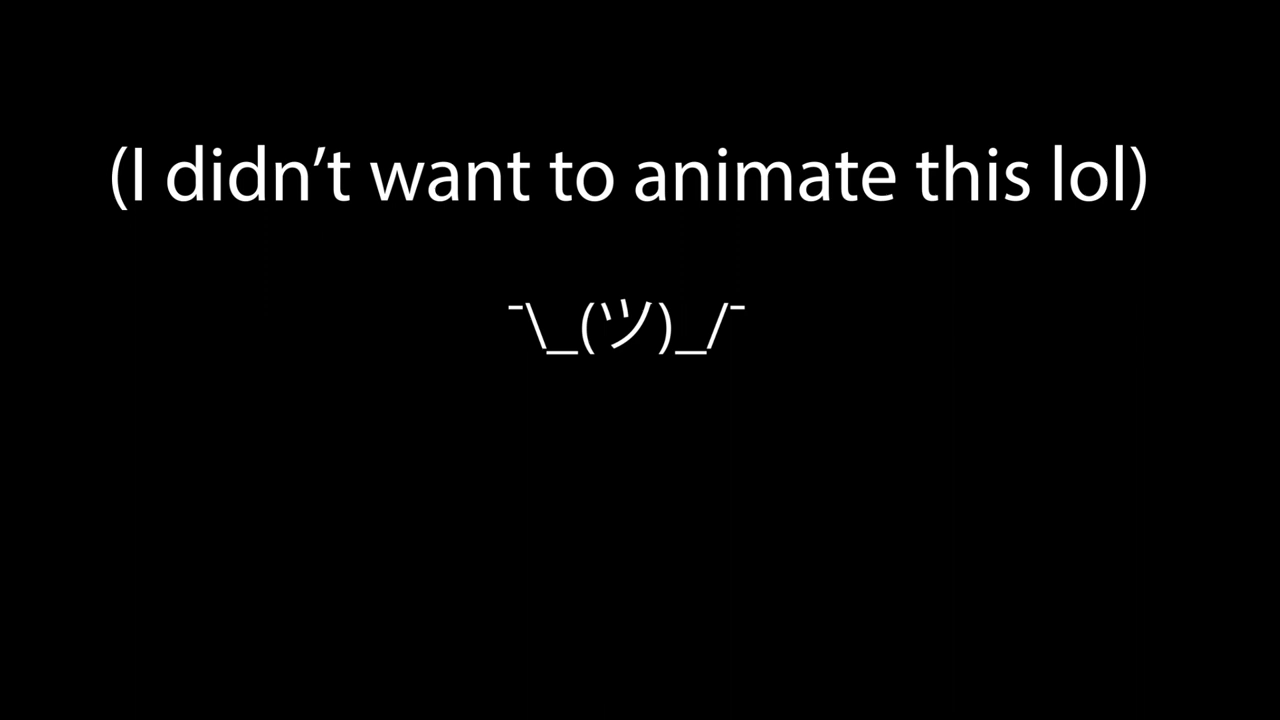 (I didn’t want to animate this lol)
¯\_(ツ)_/¯